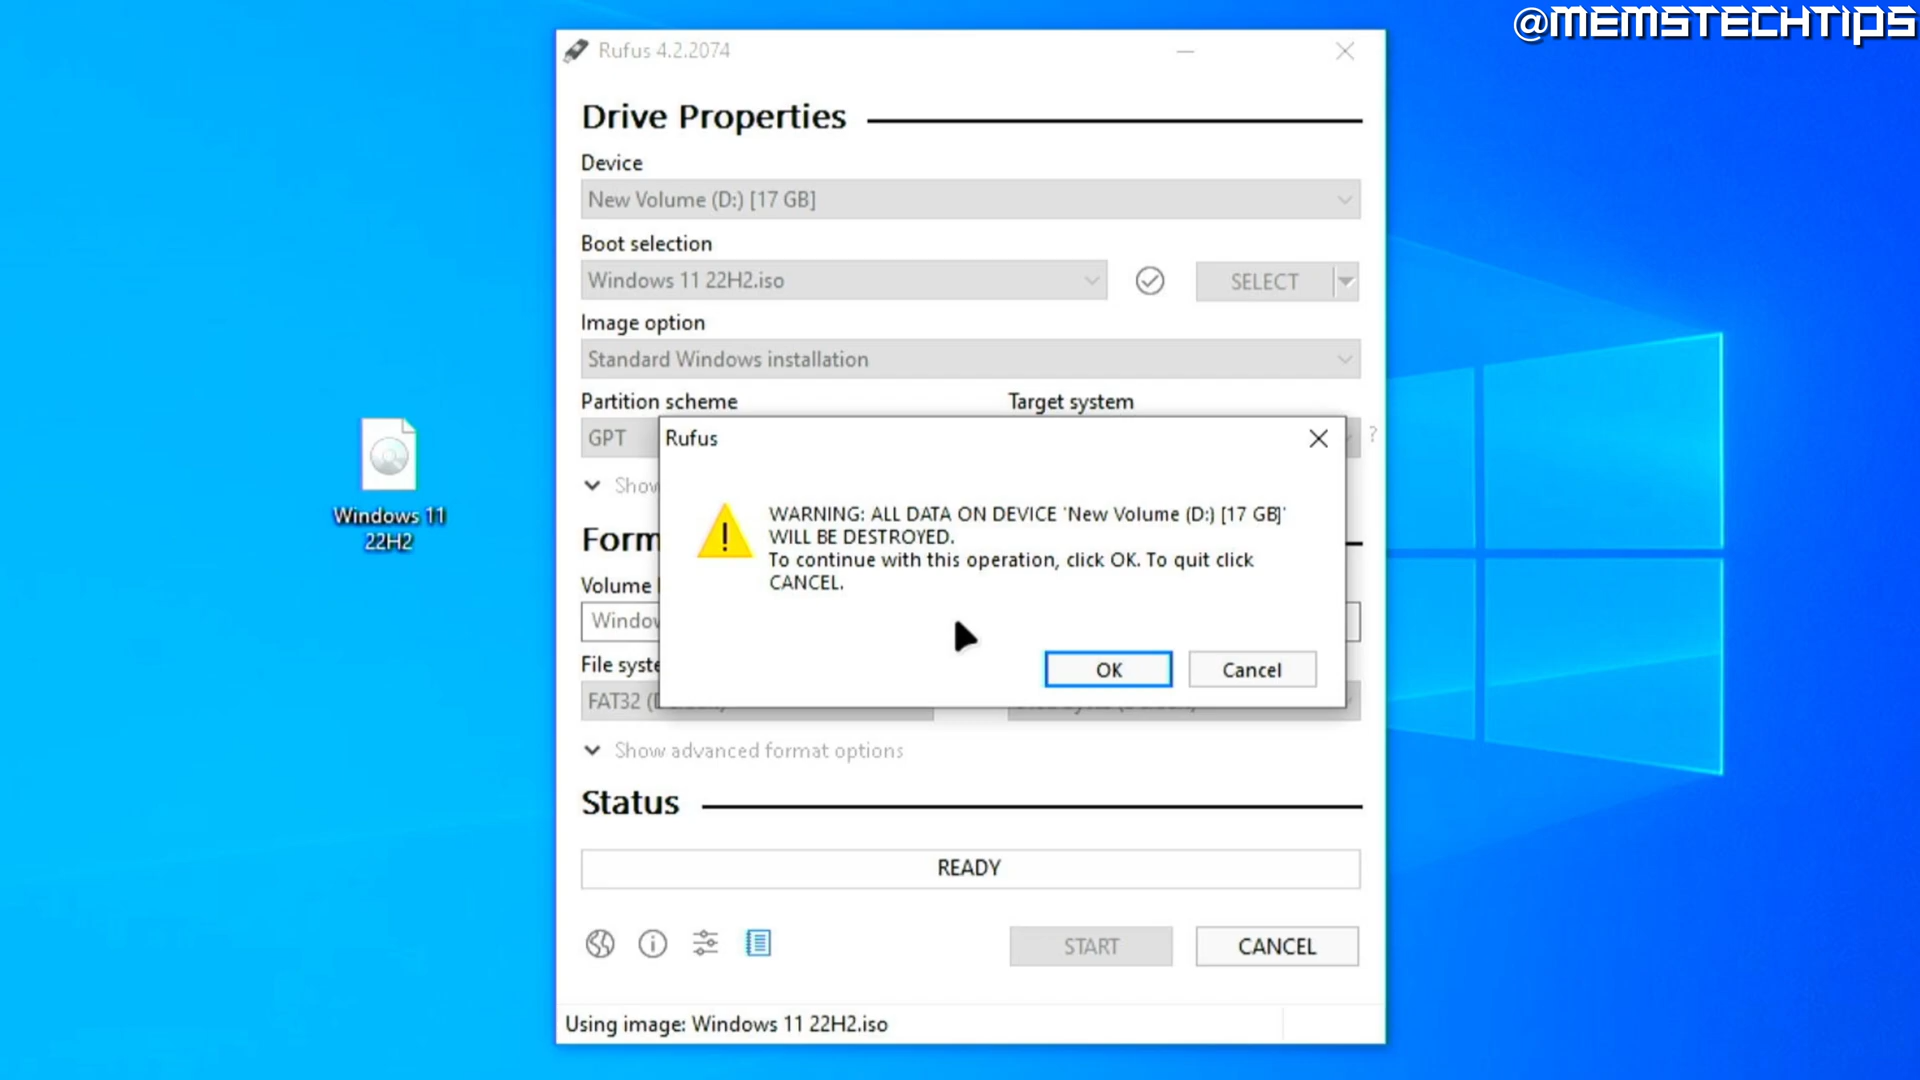 @MEMSTECHTIPS
Rufus 4.2.2074
Drive Properties
Device
New Volume (D:) [17 GB]
Boot selection
Windows 11 22H2.iso
SELECT
Image option
Standard Windows installation
Partition scheme
Target system
GPT
?
Rufus
Show
WARNING: ALL DATA ON DEVICE 'New Volume (D:) [17 GB]'
WILL BE DESTROYED.
To continue with this operation, click OK. To quit click
CANCEL.
OK
Cancel
Windows 11
22H2
Form
Volume
Window
File syste
FAT32
Show advanced format options
Status
READY
START
CANCEL
Using image: Windows 11 22H2.iso